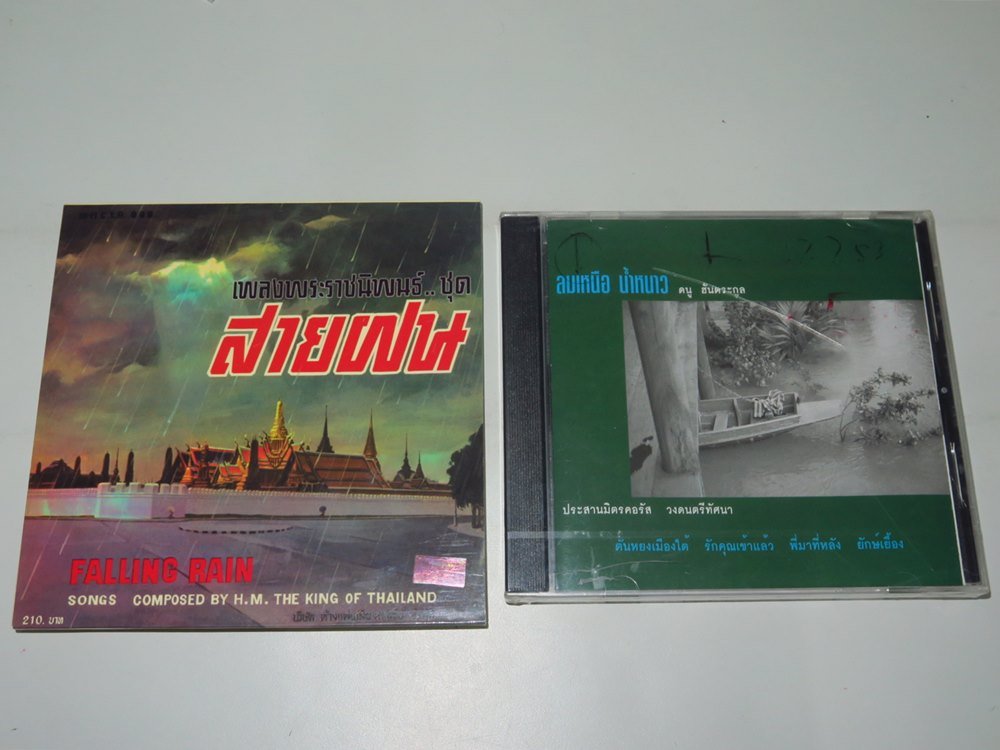 เพลงพระราชนิพนธ์.. ชุด
สายฝน
FALLING RAIN
SONGS COMPOSED BY H.M. THE KING OF THAILAND
210. บาท
ลมเหนือ น้ำหนาว ดนู ฮันตระกูล
ประสานมิตรคอรัส วงดนตรีทัศนา
ต้นหยงเมืองใต้ รักคุณเข้าแล้ว พี่มาที่หลัง ยักษ์เยื้อง